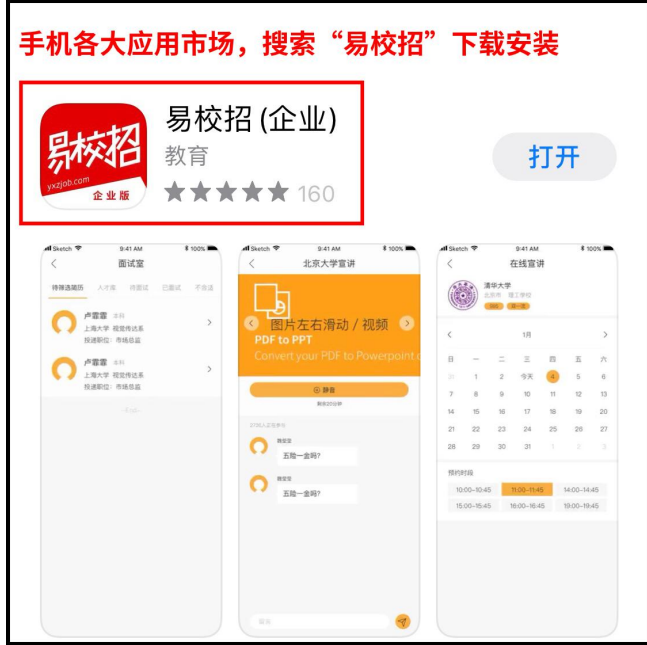 手机各大应用市场，搜索“易校招”下载安装
易校招
yxzjob.com
企业版
易校招 (企业)
教育
160
打开
Sketch
9:41 AM
100%
面试室
待筛选简历 人才库 待面试 已面试 不合适
卢霏霏 本科
上海大学 视觉传达系
投递职位：市场总监
卢霏霏 本科
上海大学 视觉传达系
投递职位：市场总监
Sketch
9:41 AM
100%
北京大学宣讲
图片左右滑动 / 视频
PDF to PPT
Convert your PDF to Powerpoint
静音
五险一金吗?
五险一金吗?
Sketch
9:41 AM
100%
在线宣讲
清华大学
北京市 理工学校
985 双一流
1月
日 一 二 三 四 五 六
31 1 2 今天 4 5 6
7 8 9 10 11 12 13
14 15 16 17 18 19 20
21 22 23 24 25 26 27
28 29 30 31 1 2 3
预约时段
10:00-10:45 11:00-11:45 14:00-14:45
15:00-15:45 16:00-16:45 19:00-19:45